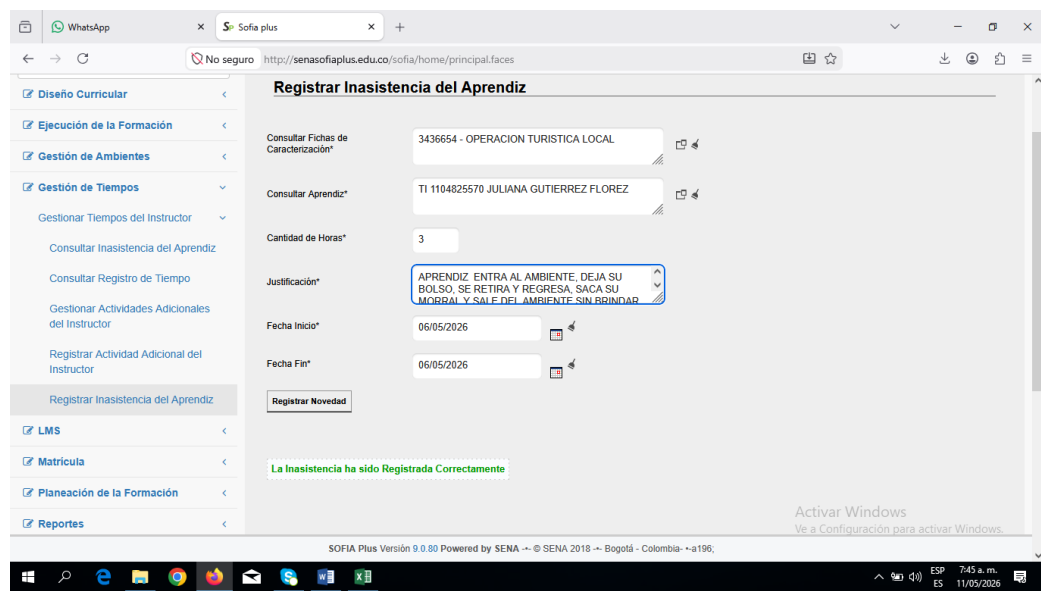 WhatsApp
Sofia plus
No seguro http://senasofiaplus.edu.co/sofia/home/principal.faces
Diseño Curricular
Ejecución de la Formación
Gestión de Ambientes
Gestión de Tiempos
Gestionar Tiempos del Instructor
Consultar Inasistencia del Aprendiz
Consultar Registro de Tiempo
Gestionar Actividades Adicionales
del Instructor
Registrar Actividad Adicional del
Instructor
Registrar Inasistencia del Aprendiz
LMS
Matrícula
Planeación de la Formación
Reportes
Registrar Inasistencia del Aprendiz
Consultar Fichas de
Caracterización*
3436654 - OPERACION TURISTICA LOCAL
Consultar Aprendiz*
TI 1104825570 JULIANA GUTIERREZ FLOREZ
Cantidad de Horas*
3
Justificación*
APRENDIZ ENTRA AL AMBIENTE, DEJA SU
BOLSO, SE RETIRA Y REGRESA, SACA SU
MORRAL Y SALE DEL AMBIENTE SIN BRINDAR
Fecha Inicio*
06/05/2026
Fecha Fin*
06/05/2026
Registrar Novedad
La Inasistencia ha sido Registrada Correctamente
Activar Windows
Ve a Configuración para activar Windows.
SOFIA Plus Versión 9.0.80 Powered by SENA -•- © SENA 2018 -•- Bogotá - Colombia- •-a196;
ESP
ES
7:45 a. m.
11/05/2026